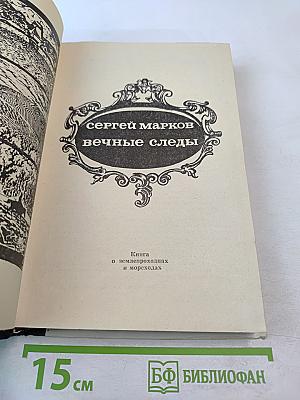 СЕРГЕЙ МАРКОВ
ВЕЧНЫЕ СЛЕДЫ
Книга
о землепроходцах
и мореходах
15 см
БФ БИБЛИОФАН